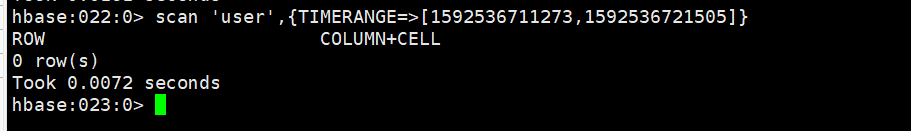 hbase:022:0> scan 'user',{TIMERANGE=>[1592536711273,1592536721505]}
ROW COLUMN+CELL
0 row(s)
Took 0.0072 seconds
hbase:023:0>